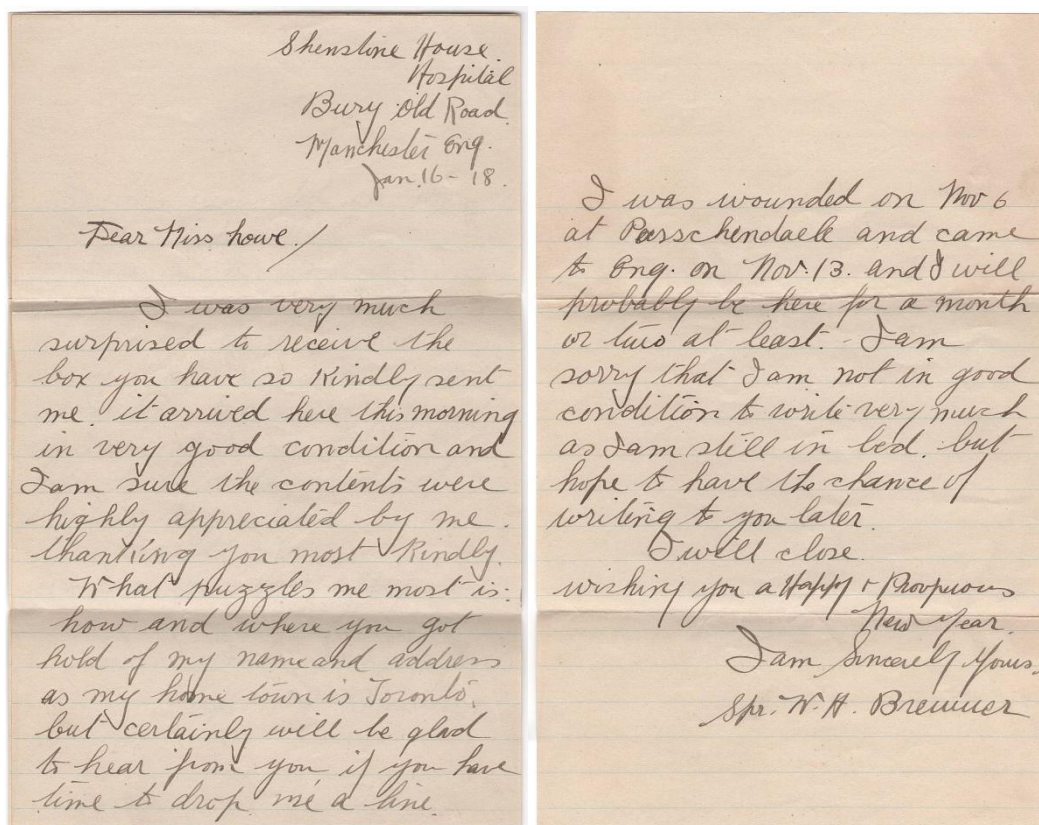 Shenstone House
Hospital
Bury Old Road.
Manchester Eng.
Jan. 16 - 18.
Dear Miss Lowe. /
I was very much
surprised to receive the
box you have so Kindly sent
me. it arrived here this morning
in very good condition and
I am sure the contents were
highly appreciated by me.
thanking you most Kindly.
What puzzles me most is:
how and where you got
hold of my name and address
as my home town is Toronto.
but certainly will be glad
to hear from you if you have
time to drop me a line.
I was wounded on Nov 6
at Passchendaele and came
to Eng. on Nov. 13. and I will
probably be here for a month
or two at least. - I am
sorry that I am not in good
condition to write very much
as I am still in bed. but
hope to have the chance of
writing to you later.
I will close.
wishing you a Happy + Prosperous
New Year.
I am Sincerely Yours.
Spr. W. H.